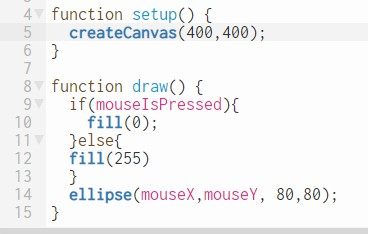 4 function setup() {
5 createCanvas(400,400);
6 }
7
8 function draw() {
9 if(mouseIsPressed){
10 fill(0);
11 }else{
12 fill(255)
13 }
14 ellipse(mouseX,mouseY, 80,80);
15 }